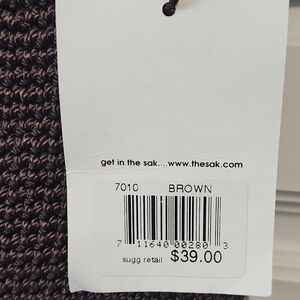 get in the sak....www.thesak.com
7010 BROWN
7 11640 00280 3
sugg.retail $39.00